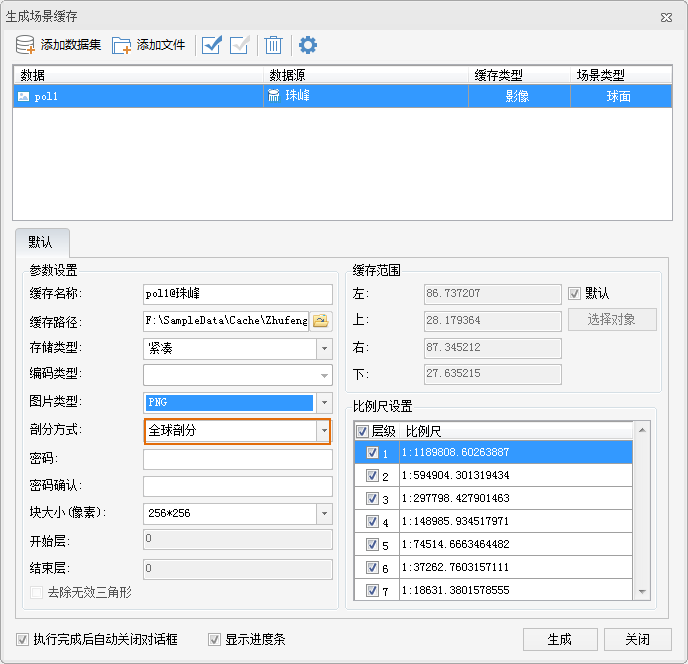 生成场景缓存
添加数据集 添加文件
数据 数据源 缓存类型 场景类型
pol1 珠峰 影像 球面
默认
参数设置
缓存名称: pol1@珠峰
缓存路径: F:\SampleData\Cache\Zhufeng
存储类型: 紧凑
编码类型:
图片类型: PNG
剖分方式: 全球剖分
密码:
密码确认:
块大小(像素): 256*256
开始层: 0
结束层: 0
去除无效三角形
缓存范围
左: 86.737207 默认
上: 28.179364 选择对象
右: 87.345212
下: 27.635215
比例尺设置
层级 比例尺
1 1:1189808.60263887
2 1:594904.301319434
3 1:297798.427901463
4 1:148985.934517971
5 1:74514.6663464482
6 1:37262.7603157111
7 1:18631.3801578555
执行完成后自动关闭对话框 显示进度条 生成 关闭